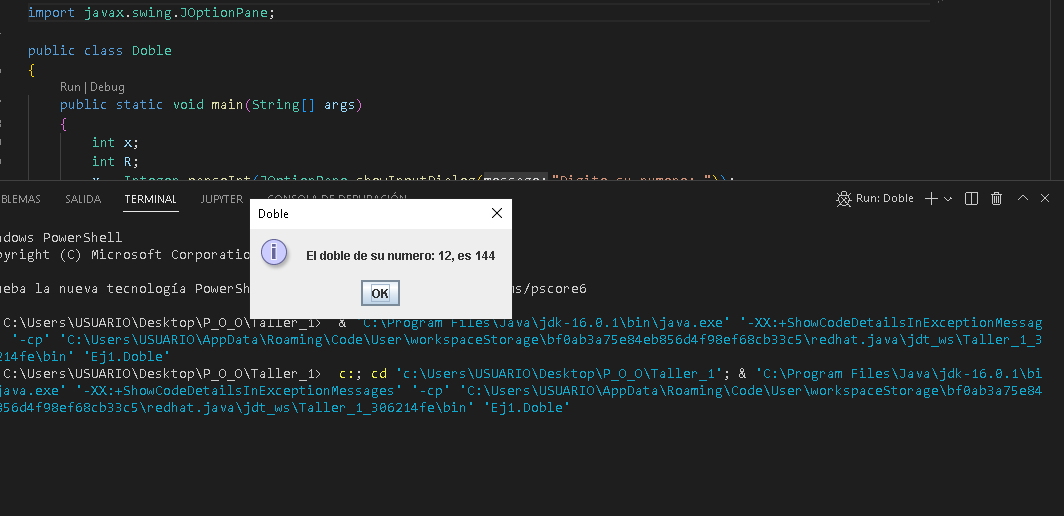 import javax.swing.JOptionPane;
public class Doble
{
Run | Debug
public static void main(String[] args)
{
int x;
int R;
x = Integer.parseInt(JOptionPane.showInputDialog(message:"Digite su numero: "));
BLEMAS SALIDA TERMINAL JUPYTER CONSOLA DE DEPURACIÓN
Run: Doble
Doble
El doble de su numero: 12, es 144
OK
ndows PowerShell
pyright (C) Microsoft Corporatio
ueba la nueva tecnología PowerSh ms/pscore6
C:\Users\USUARIO\Desktop\P_O_O\Taller_1> & 'C:\Program Files\Java\jdk-16.0.1\bin\java.exe' '-XX:+ShowCodeDetailsInExceptionMessag
' '-cp' 'C:\Users\USUARIO\AppData\Roaming\Code\User\workspaceStorage\bf0ab3a75e84eb856d4f98ef68cb33c5\redhat.java\jdt_ws\Taller_1_3
214fe\bin' 'Ej1.Doble'
C:\Users\USUARIO\Desktop\P_O_O\Taller_1> c:; cd 'c:\Users\USUARIO\Desktop\P_O_O\Taller_1'; & 'C:\Program Files\Java\jdk-16.0.1\bi
java.exe' '-XX:+ShowCodeDetailsInExceptionMessages' '-cp' 'C:\Users\USUARIO\AppData\Roaming\Code\User\workspaceStorage\bf0ab3a75e84
856d4f98ef68cb33c5\redhat.java\jdt_ws\Taller_1_306214fe\bin' 'Ej1.Doble'